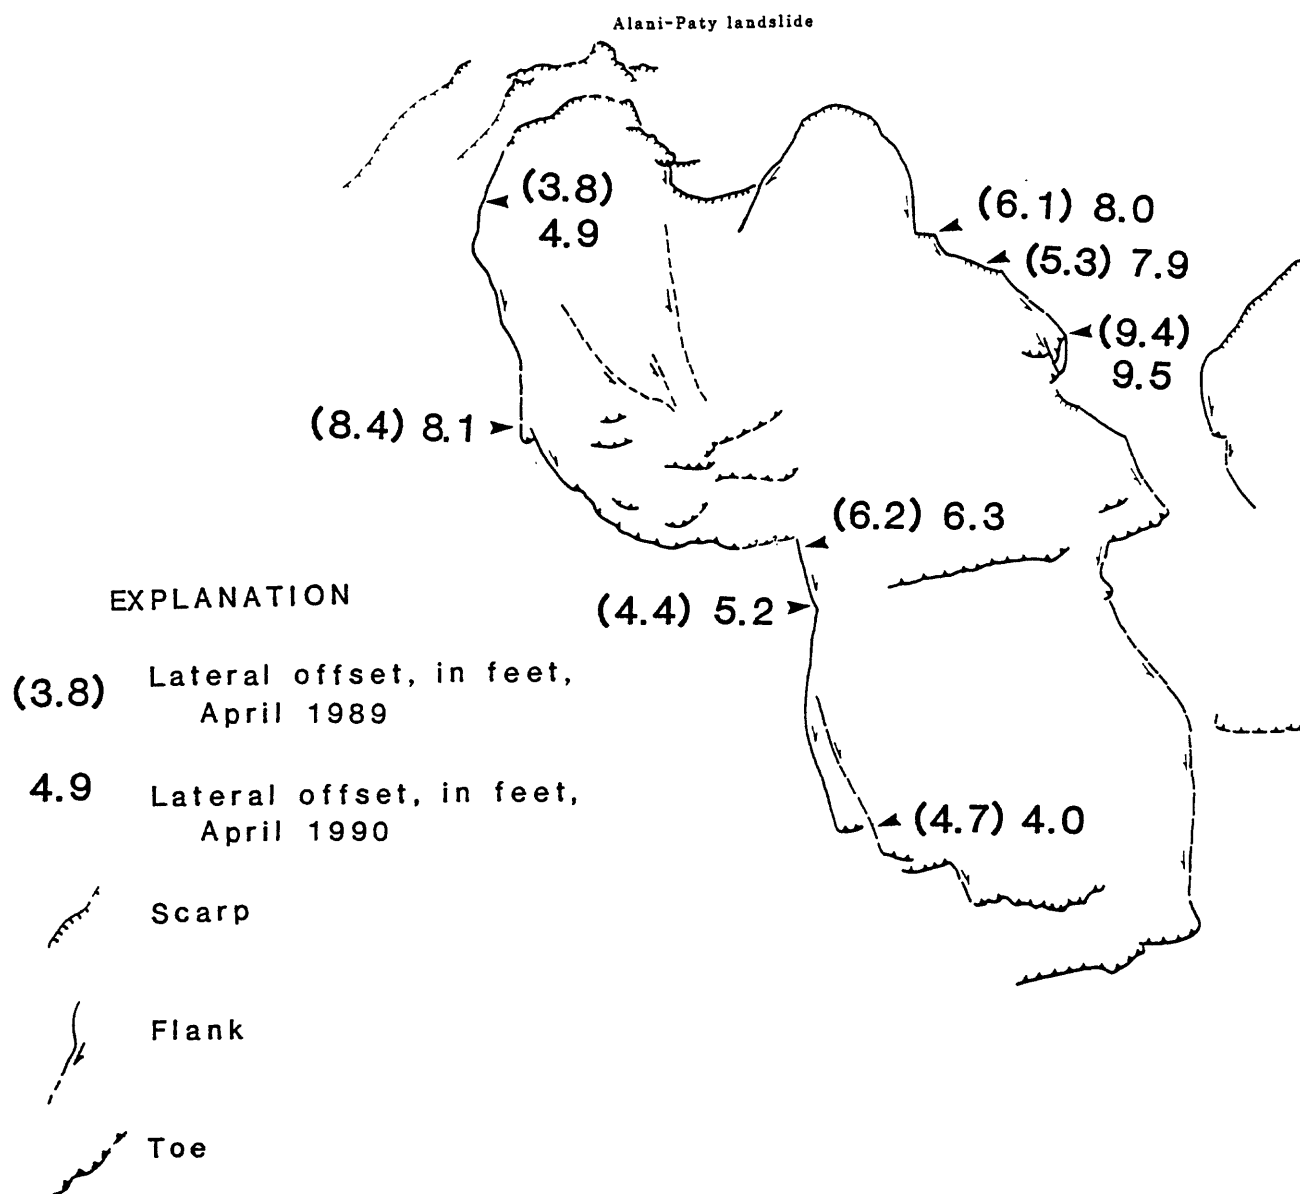 Alani-Paty landslide
(3.8)
4.9
(6.1) 8.0
(5.3) 7.9
(9.4)
9.5
(8.4) 8.1
(6.2) 6.3
(4.4) 5.2
(4.7) 4.0
EXPLANATION
(3.8) Lateral offset, in feet,
April 1989
4.9 Lateral offset, in feet,
April 1990
Scarp
Flank
Toe